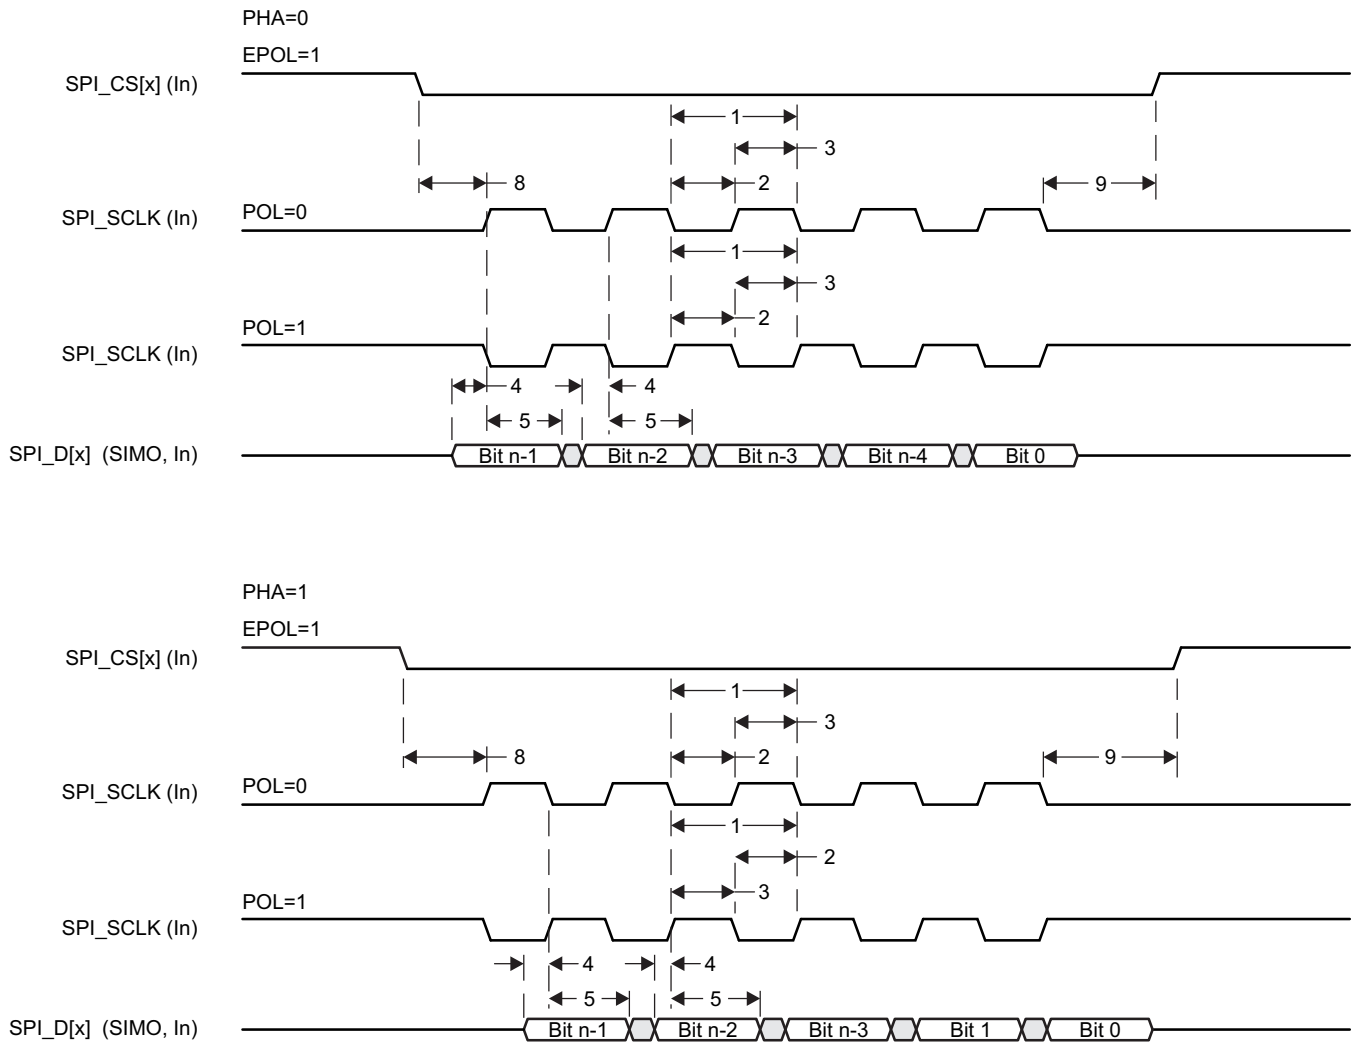 PHA=0
EPOL=1
SPI_CS[x] (In)
1
3
8
2
9
SPI_SCLK (In)
POL=0
1
3
2
POL=1
SPI_SCLK (In)
4
4
5
5
SPI_D[x] (SIMO, In)
Bit n-1
Bit n-2
Bit n-3
Bit n-4
Bit 0
PHA=1
EPOL=1
SPI_CS[x] (In)
1
3
8
2
9
SPI_SCLK (In)
POL=0
1
2
3
POL=1
SPI_SCLK (In)
4
4
5
5
SPI_D[x] (SIMO, In)
Bit n-1
Bit n-2
Bit n-3
Bit 1
Bit 0